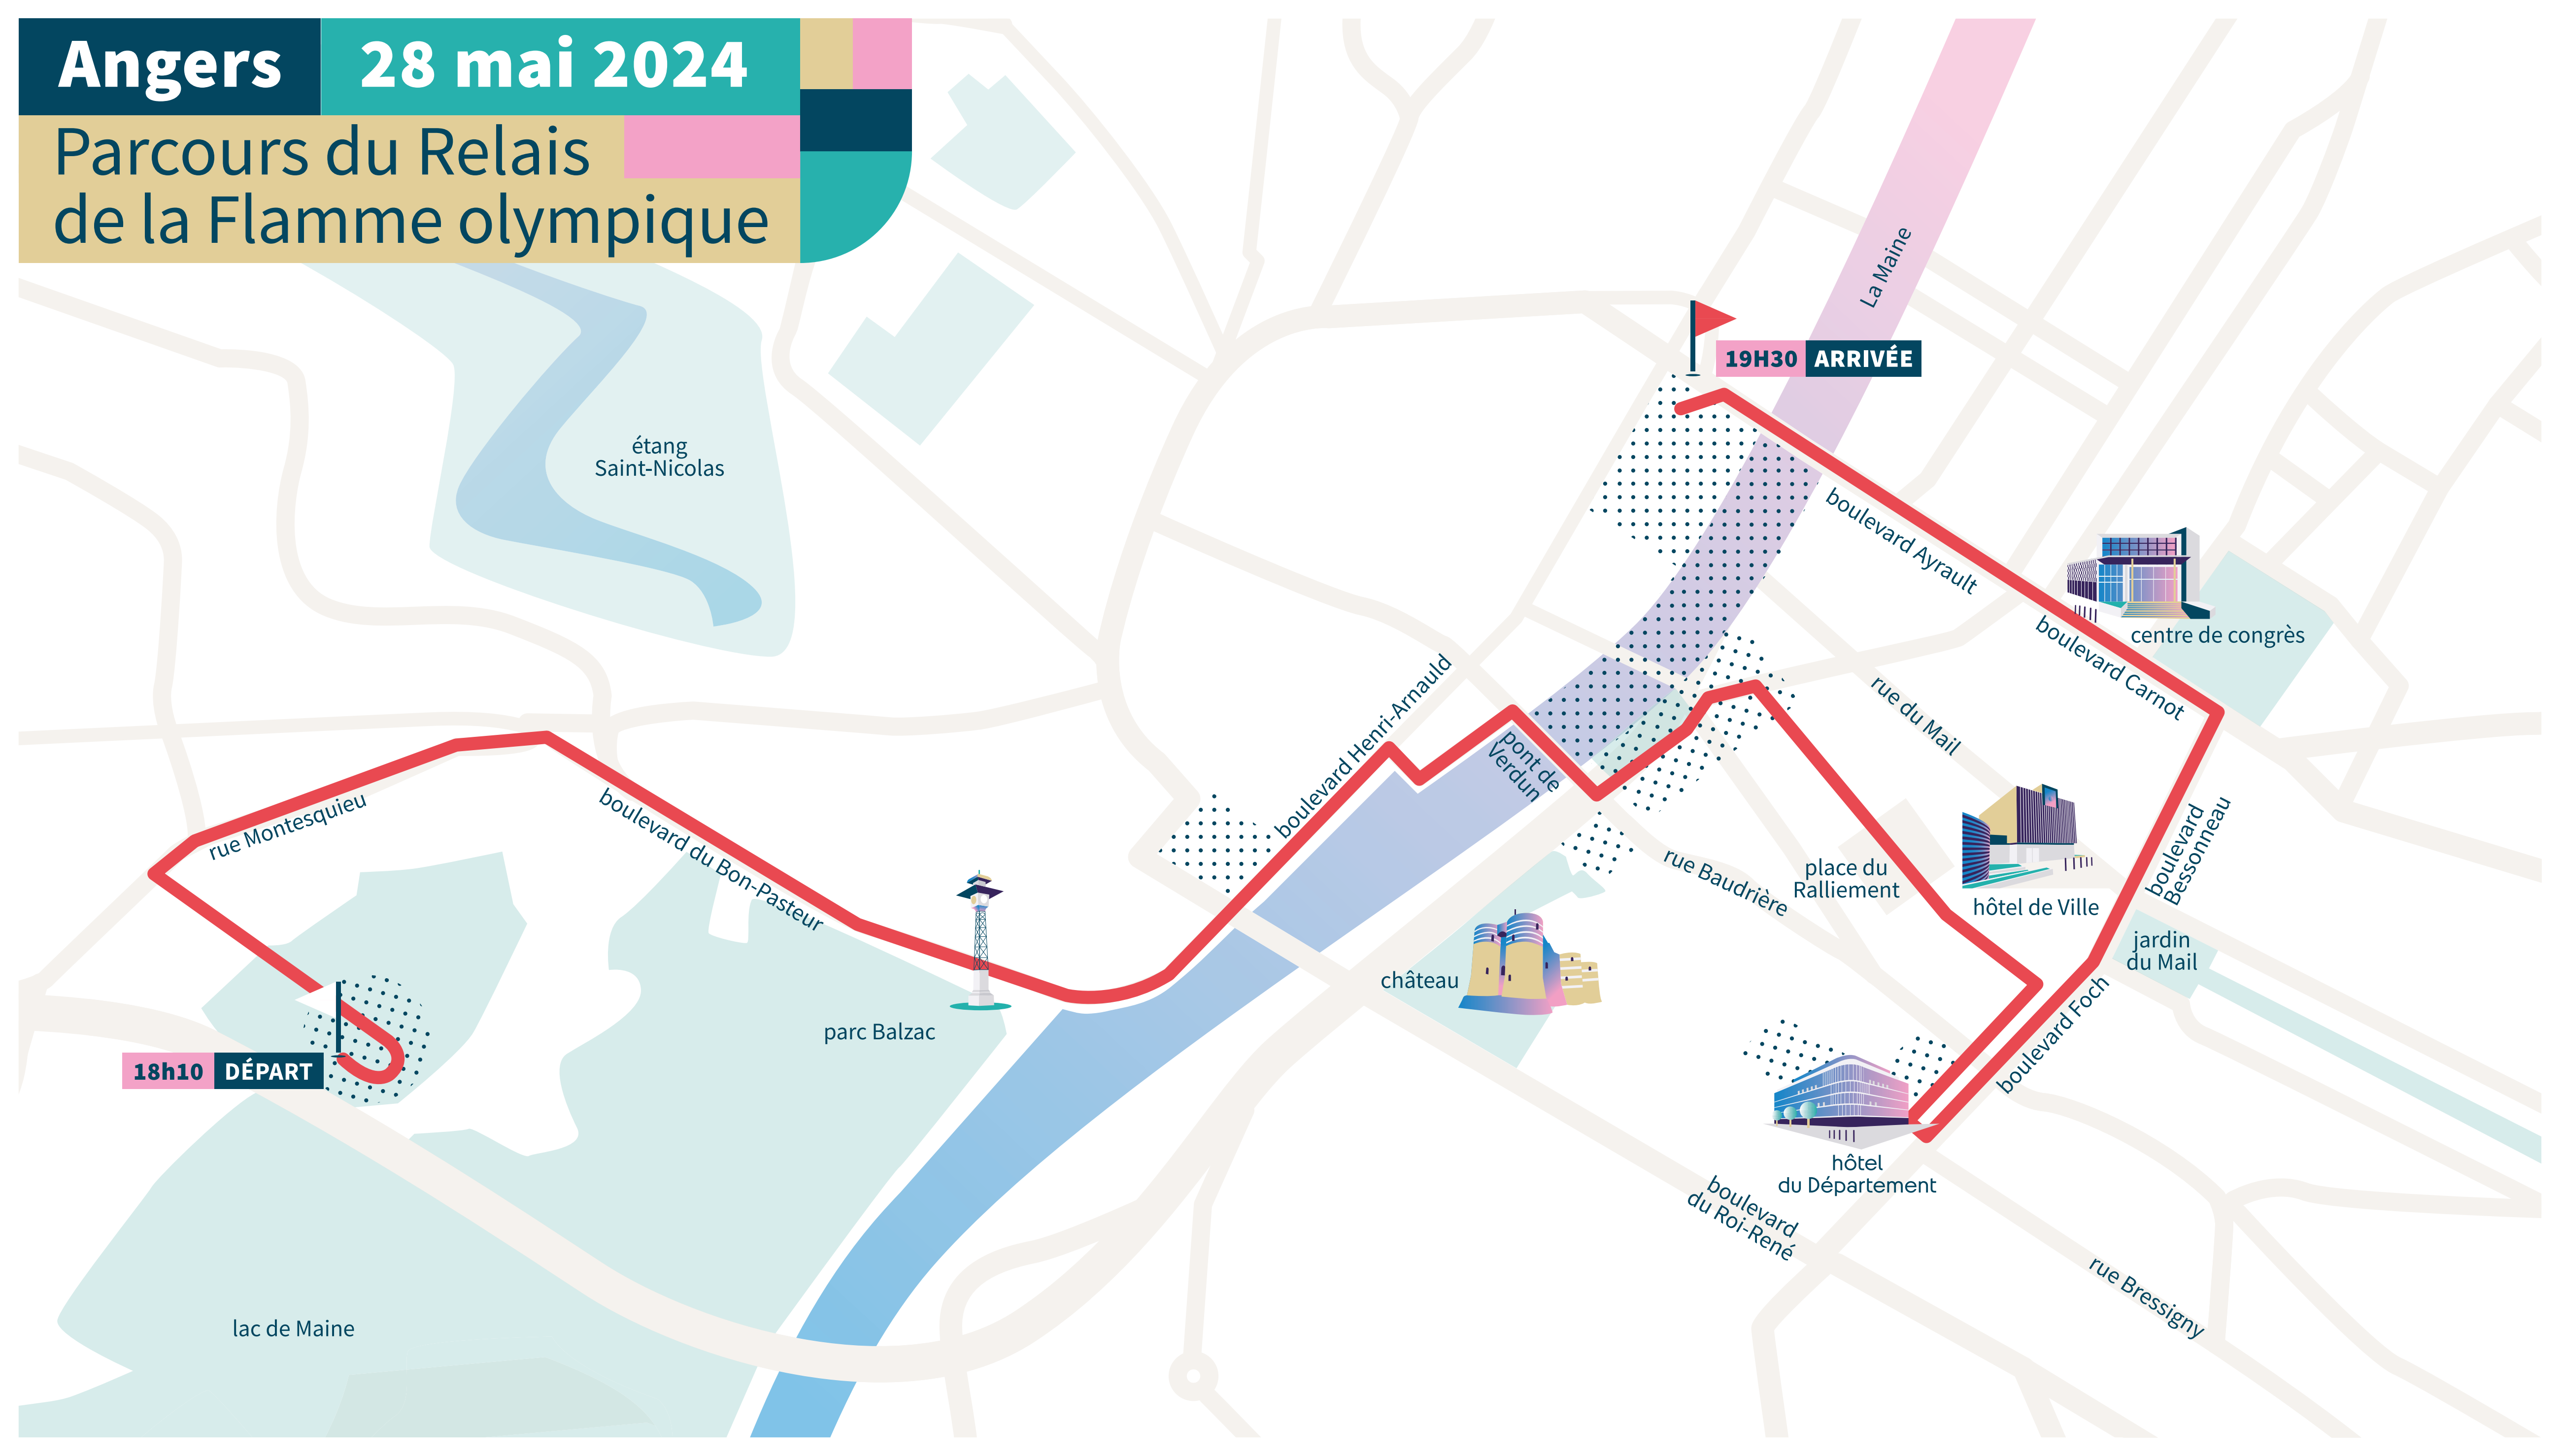 Angers
28 mai 2024
Parcours du Relais
de la Flamme olympique
La Maine
19H30 ARRIVÉE
étang
Saint-Nicolas
boulevard Ayrault
centre de congrès
boulevard Carnot
rue du Mail
boulevard Henri-Arnauld
pont de
Verdun
rue Montesquieu
boulevard du Bon-Pasteur
rue Baudrière
place du
Ralliement
hôtel de Ville
boulevard
Bessonneau
jardin
du Mail
château
parc Balzac
boulevard Foch
18h10 DÉPART
hôtel
du Département
boulevard
du Roi-René
rue Bressigny
lac de Maine